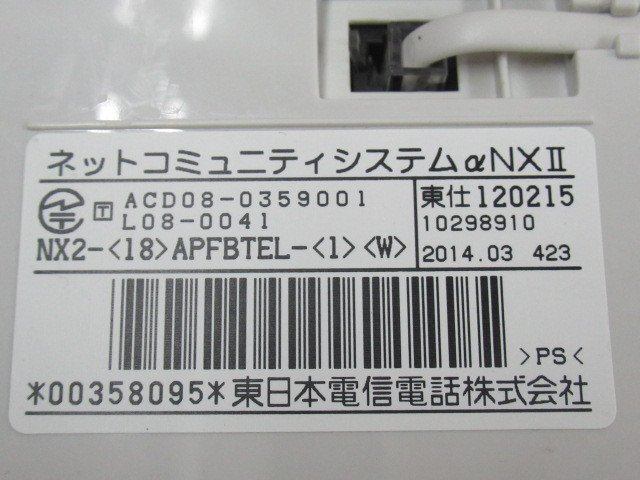 ネットコミュニティシステムαNXⅡ
T ACD08-0359001
L08-0041
東仕120215
10298910
NX2-<18>APFBTEL-<1><W>
2014.03 423
>PS<
*00358095*東日本電信電話株式会社